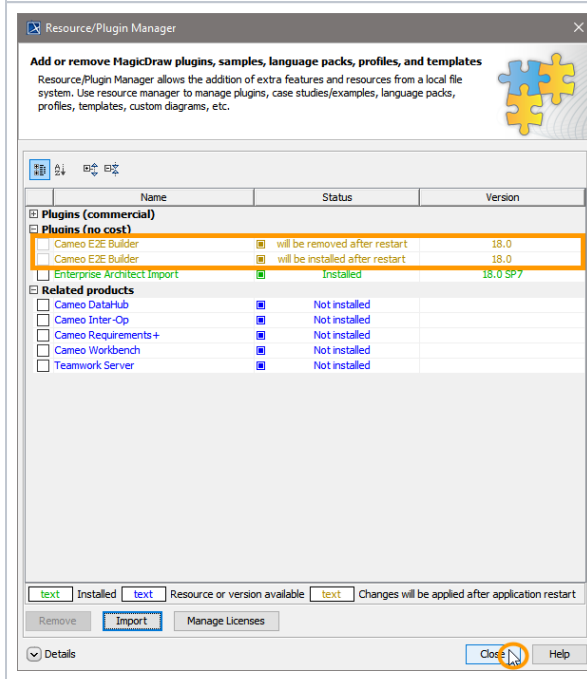 Resource/Plugin Manager
Add or remove MagicDraw plugins, samples, language packs, profiles, and templates
Resource/Plugin Manager allows the addition of extra features and resources from a local file
system. Use resource manager to manage plugins, case studies/examples, language packs,
profiles, templates, custom diagrams, etc.
Name Status Version
Plugins (commercial)
Plugins (no cost)
Cameo E2E Builder will be removed after restart 18.0
Cameo E2E Builder will be installed after restart 18.0
Enterprise Architect Import Installed 18.0 SP7
Related products
Cameo DataHub Not installed
Cameo Inter-Op Not installed
Cameo Requirements+ Not installed
Cameo Workbench Not installed
Teamwork Server Not installed
text Installed text Resource or version available text Changes will be applied after application restart
Remove Import Manage Licenses
Details Close Help